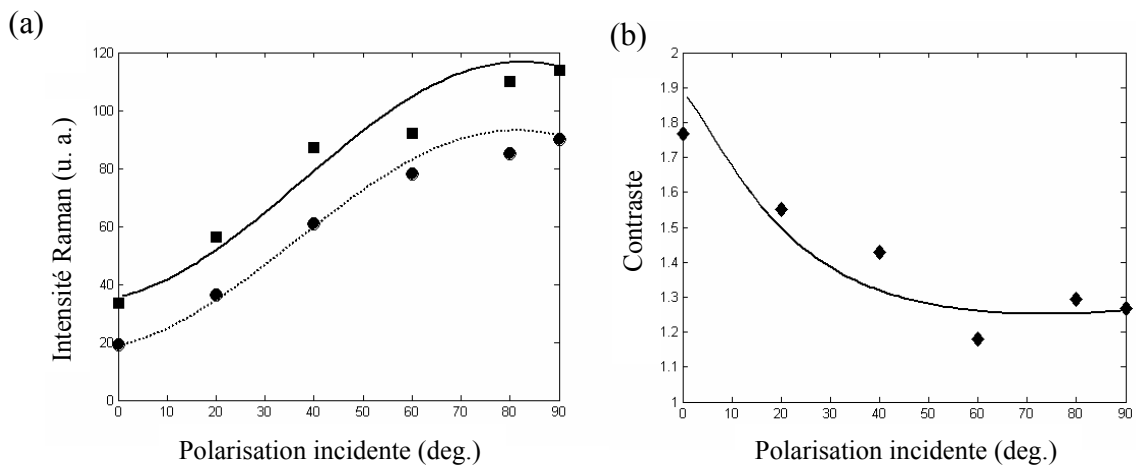 (a)
Intensité Raman (u. a.)
120
100
80
60
40
20
0
0 10 20 30 40 50 60 70 80 90
Polarisation incidente (deg.)
(b)
Contraste
2
1.9
1.8
1.7
1.6
1.5
1.4
1.3
1.2
1.1
1
0 10 20 30 40 50 60 70 80 90
Polarisation incidente (deg.)